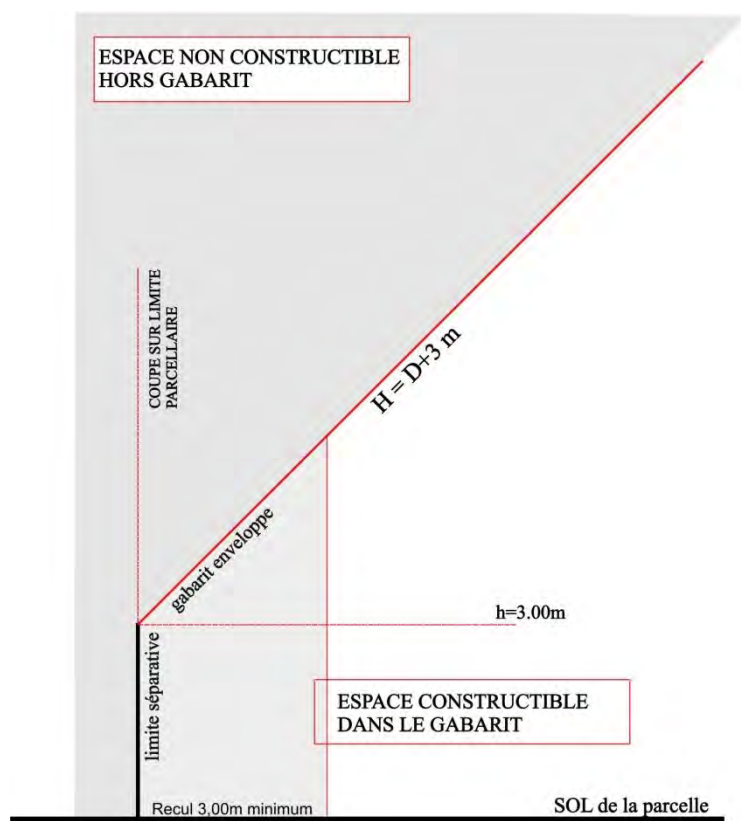 ESPACE NON CONSTRUCTIBLE
HORS GABARIT
COUPE SUR LIMITE
PARCELLAIRE
H = D+3 m
gabarit enveloppe
h=3.00m
limite séparative
ESPACE CONSTRUCTIBLE
DANS LE GABARIT
Recul 3,00m minimum
SOL de la parcelle